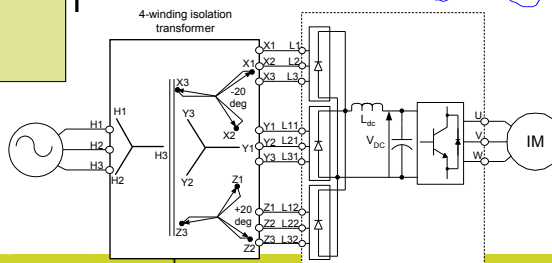 4-winding isolation
transformer
X1 L1
X2 L2
X3 L3
X1
X3
-20
deg
X2
H1
Y3
H1
H2
H3
H3
Y1
Y2
H2
Y1 L11
Y2 L21
Y3 L31
Ldc
VDC
U
V
W
IM
Z1
+20
deg
Z3
Z2
Z1 L12
Z2 L22
Z3 L32